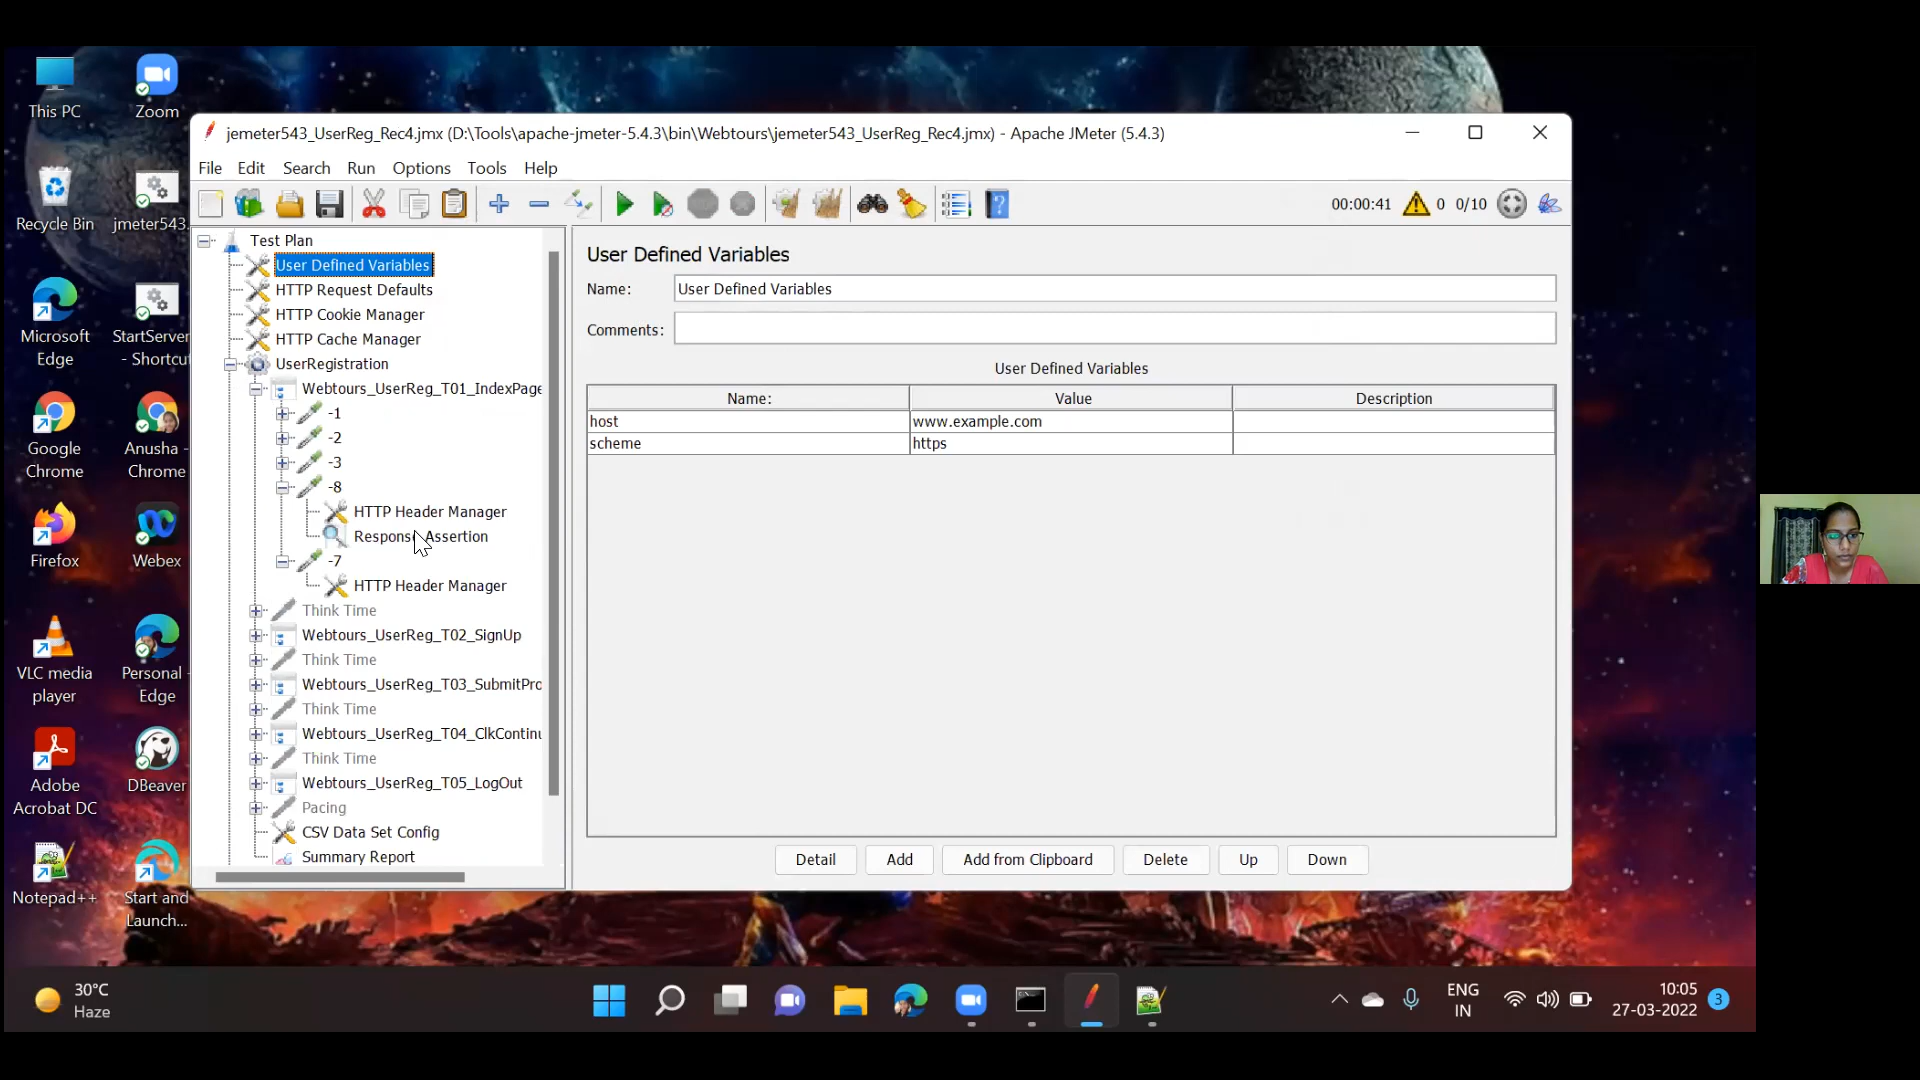 This PC
Zoom
Recycle Bin
jmeter543.
Microsoft
Edge
StartServer
- Shortcu
Google
Chrome
Anusha -
Chrome
Firefox
Webex
VLC media
player
Personal -
Edge
Adobe
Acrobat DC
DBeaver
Notepad++
Start and
Launch...
jemeter543_UserReg_Rec4.jmx (D:\Tools\apache-jmeter-5.4.3\bin\Webtours\jemeter543_UserReg_Rec4.jmx) - Apache JMeter (5.4.3)
File Edit Search Run Options Tools Help
00:00:41 0 0/10
Test Plan
User Defined Variables
HTTP Request Defaults
HTTP Cookie Manager
HTTP Cache Manager
UserRegistration
Webtours_UserReg_T01_IndexPage
-1
-2
-3
-8
HTTP Header Manager
Response Assertion
-7
HTTP Header Manager
Think Time
Webtours_UserReg_T02_SignUp
Think Time
Webtours_UserReg_T03_SubmitPro
Think Time
Webtours_UserReg_T04_ClkContinu
Think Time
Webtours_UserReg_T05_LogOut
Pacing
CSV Data Set Config
Summary Report
User Defined Variables
Name: User Defined Variables
Comments:
User Defined Variables
Name: Value Description
host www.example.com
scheme https
Detail Add Add from Clipboard Delete Up Down
30°C
Haze
ENG
IN
10:05
27-03-2022
3